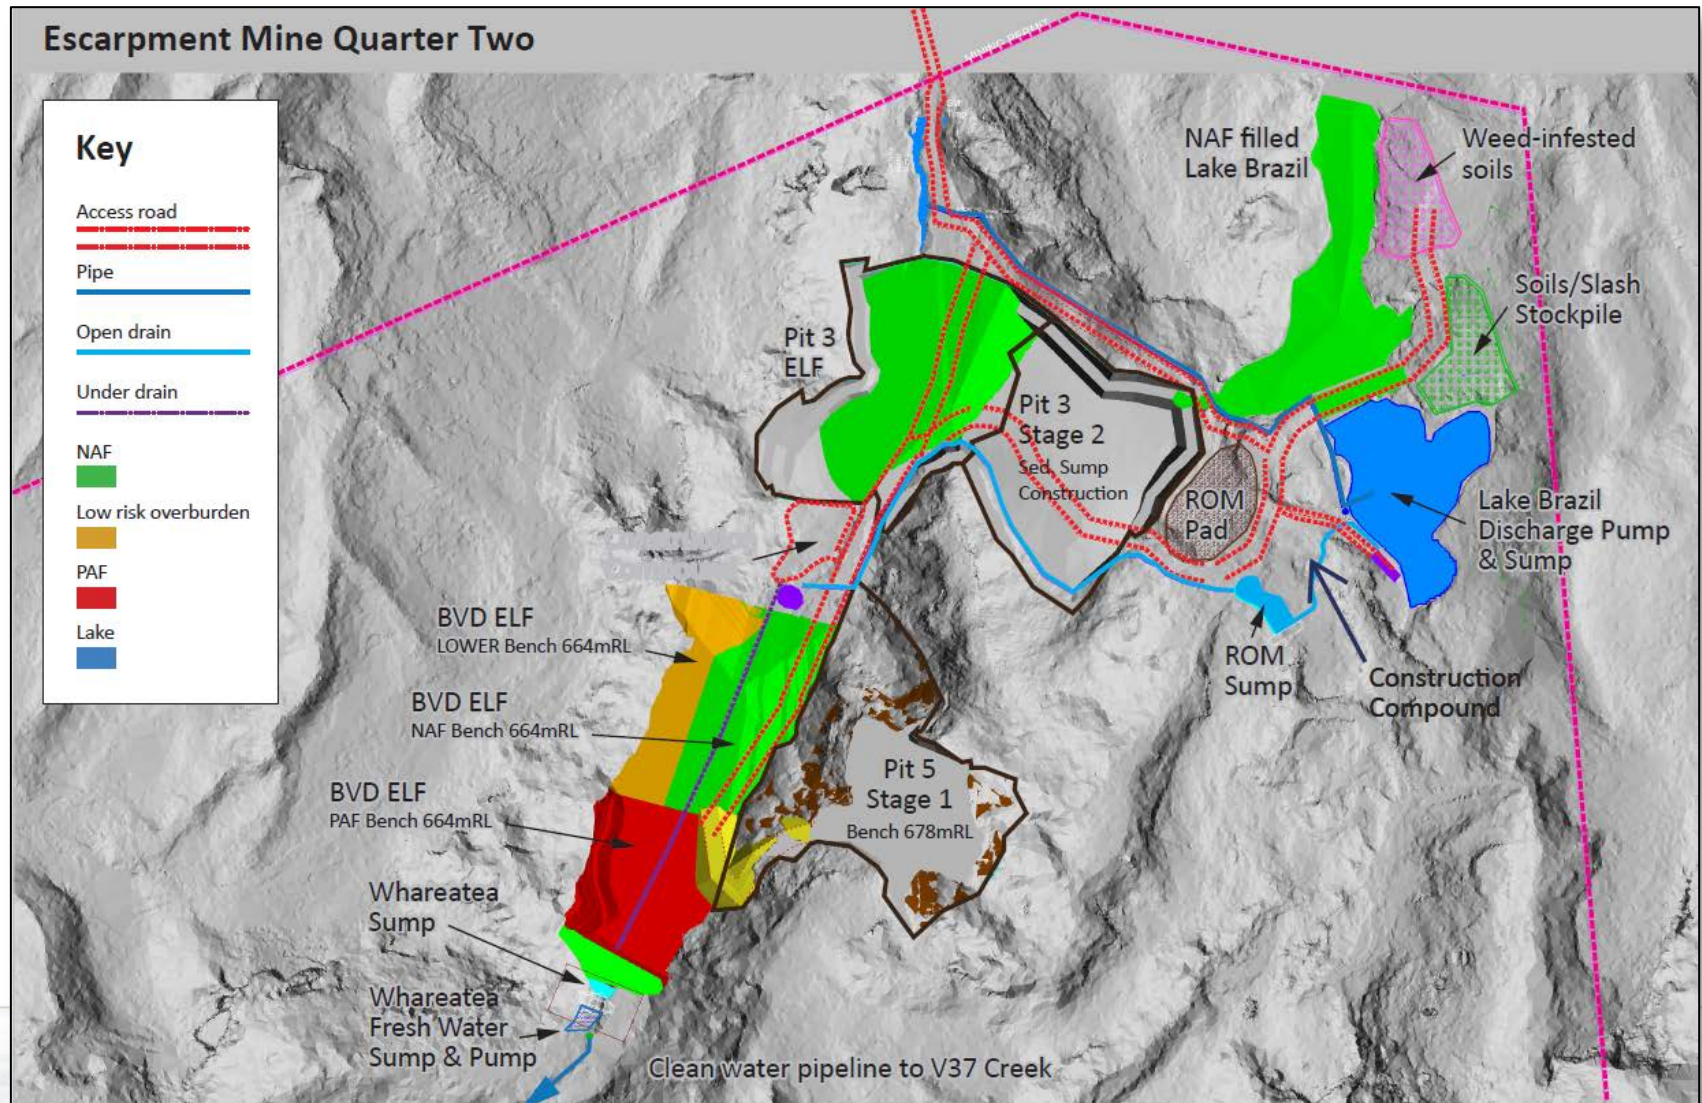 Escarpment Mine Quarter Two
MINING PERMIT
Key
Access road
Pipe
Open drain
Under drain
NAF
Low risk overburden
PAF
Lake
NAF filled
Lake Brazil
Weed-infested
soils
Soils/Slash
Stockpile
Pit 3
ELF
Pit 3
Stage 2
Sed. Sump
Construction
ROM
Pad
Lake Brazil
Discharge Pump
& Sump
ROM
Sump
Construction
Compound
BVD ELF
LOWER Bench 664mRL
BVD ELF
NAF Bench 664mRL
BVD ELF
PAF Bench 664mRL
Pit 5
Stage 1
Bench 678mRL
Whareatea
Sump
Whareatea
Fresh Water
Sump & Pump
Clean water pipeline to V37 Creek